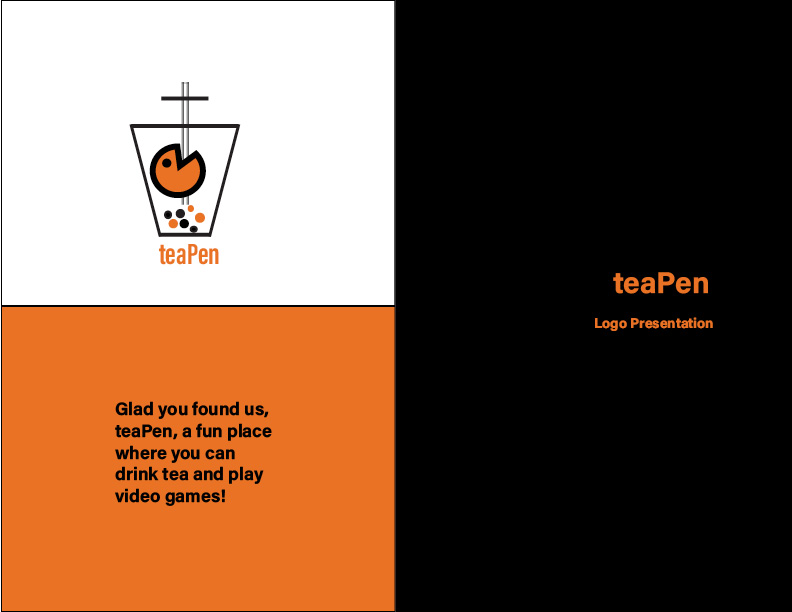 teaPen
Glad you found us,
teaPen, a fun place
where you can
drink tea and play
video games!
teaPen
Logo Presentation